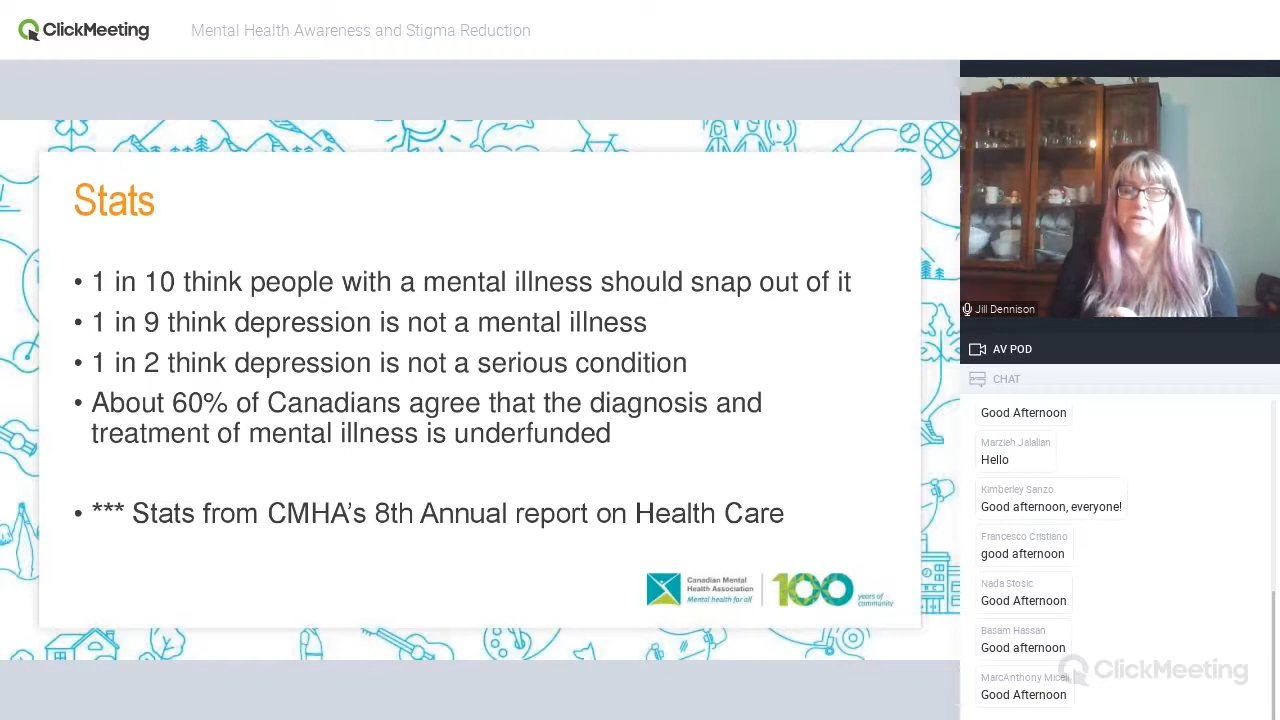 ClickMeeting
Mental Health Awareness and Stigma Reduction
Stats
• 1 in 10 think people with a mental illness should snap out of it
• 1 in 9 think depression is not a mental illness
• 1 in 2 think depression is not a serious condition
• About 60% of Canadians agree that the diagnosis and
treatment of mental illness is underfunded
• *** Stats from CMHA’s 8th Annual report on Health Care
Canadian Mental
Health Association
Mental health for all
100
years of
community
Jill Dennison
AV POD
CHAT
Good Afternoon
Marzieh Jalalian
Hello
Kimberley Sanzo
Good afternoon, everyone!
Francesco Cristiano
good afternoon
Nada Stosic
Good Afternoon
Basam Hassan
Good afternoon
MarcAnthony Miceli
Good Afternoon
ClickMeeting